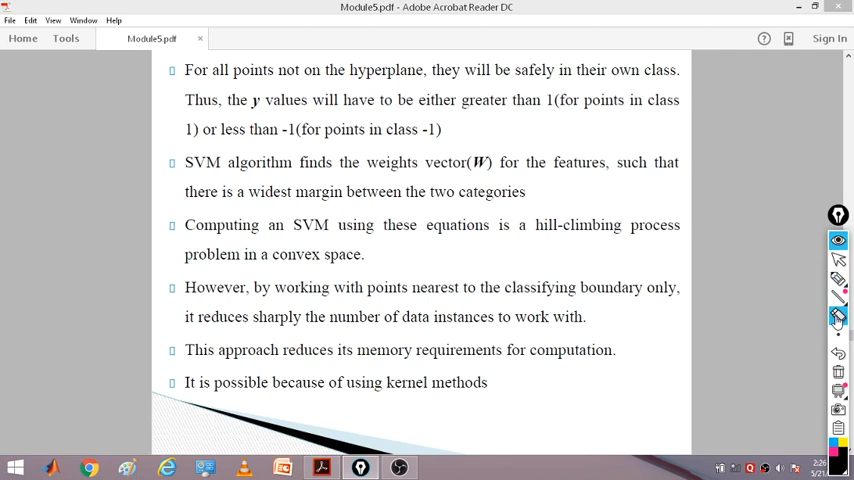 Module5.pdf - Adobe Acrobat Reader DC
File Edit View Window Help
Home Tools Module5.pdf × Sign In
For all points not on the hyperplane, they will be safely in their own class.
Thus, the y values will have to be either greater than 1(for points in class
1) or less than -1(for points in class -1)
SVM algorithm finds the weights vector(W) for the features, such that
there is a widest margin between the two categories
Computing an SVM using these equations is a hill-climbing process
problem in a convex space.
However, by working with points nearest to the classifying boundary only,
it reduces sharply the number of data instances to work with.
This approach reduces its memory requirements for computation.
It is possible because of using kernel methods